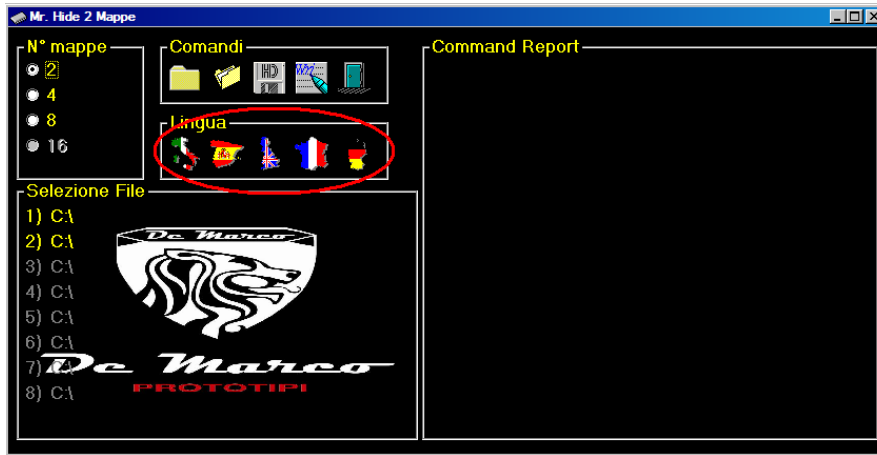 Mr. Hide 2 Mappe
N° mappe
2
4
8
16
Comandi
HD
Lingua
Selezione File
1) C:\
2) C:\
3) C:\
4) C:\
5) C:\
6) C:\
7) C:\
8) C:\
De Marco
De Marco
PROTOTIPI
Command Report